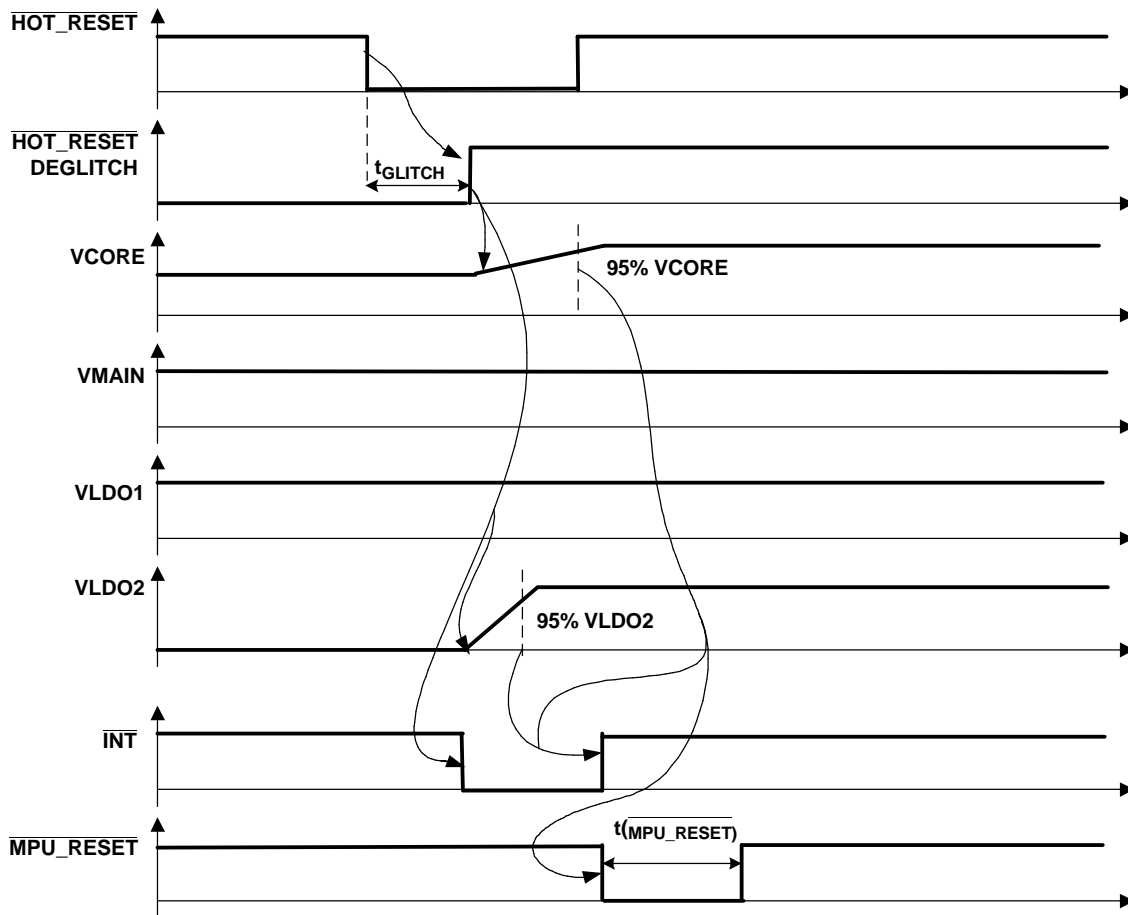 HOT_RESET
HOT_RESET
DEGLITCH
tGLITCH
VCORE
95% VCORE
VMAIN
VLDO1
VLDO2
95% VLDO2
INT
t(MPU_RESET)
MPU_RESET